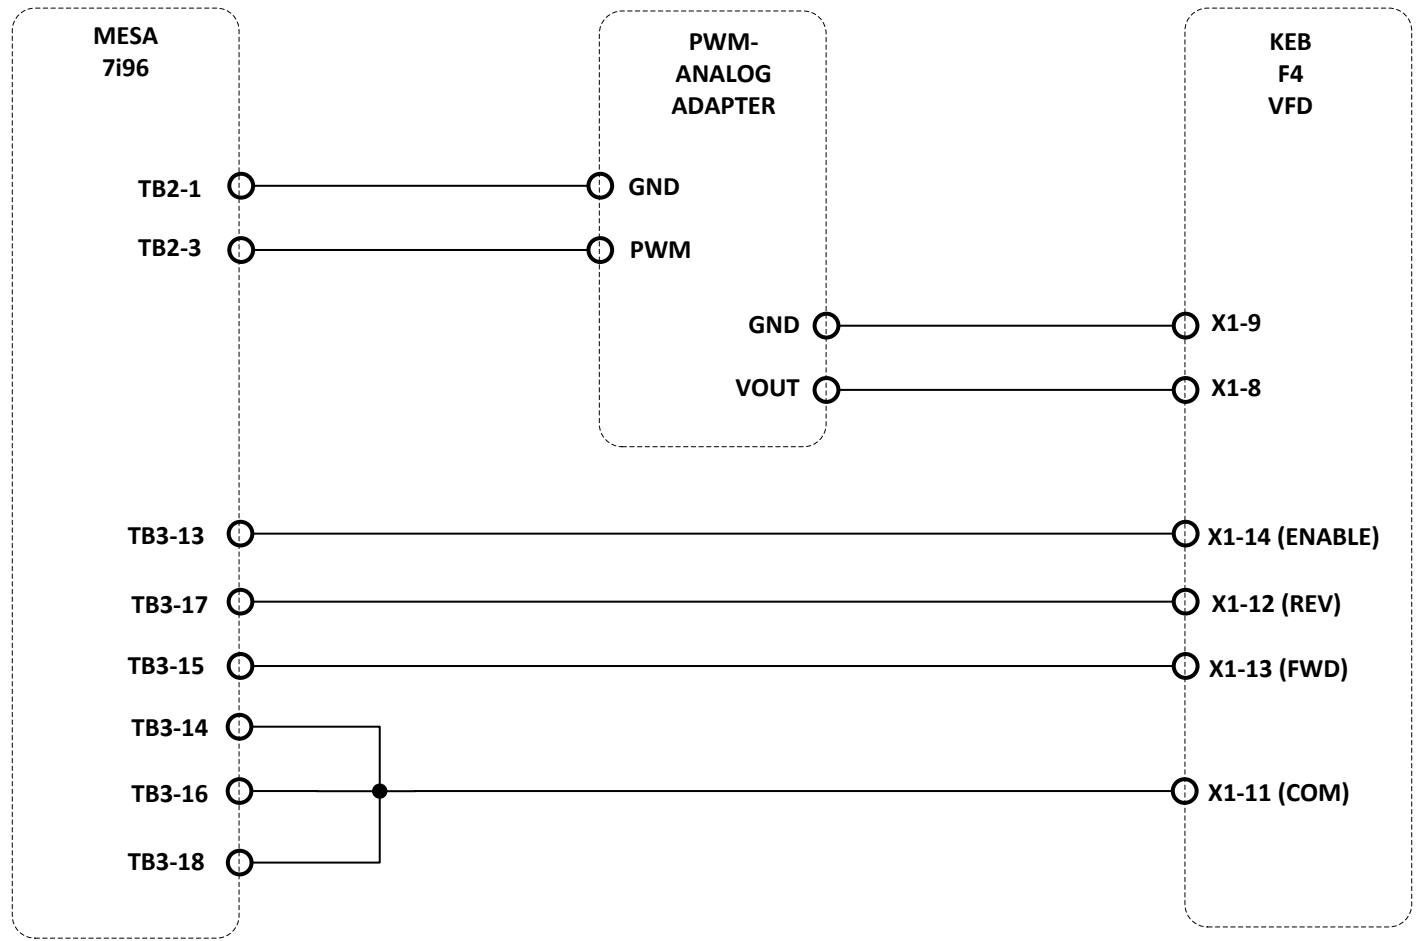 MESA
7i96
PWM-
ANALOG
ADAPTER
KEB
F4
VFD
TB2-1
GND
TB2-3
PWM
GND
X1-9
VOUT
X1-8
TB3-13
X1-14 (ENABLE)
TB3-17
X1-12 (REV)
TB3-15
X1-13 (FWD)
TB3-14
TB3-16
X1-11 (COM)
TB3-18